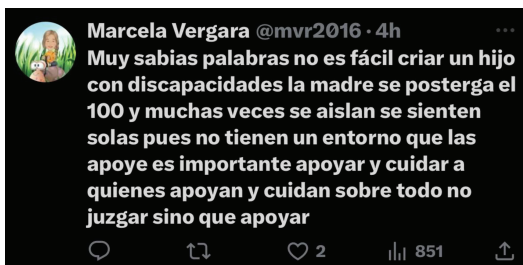 Marcela Vergara @mvr2016 · 4h
Muy sabias palabras no es fácil criar un hijo
con discapacidades la madre se posterga el
100 y muchas veces se aislan se sienten
solas pues no tienen un entorno que las
apoye es importante apoyar y cuidar a
quienes apoyan y cuidan sobre todo no
juzgar sino que apoyar
2 851